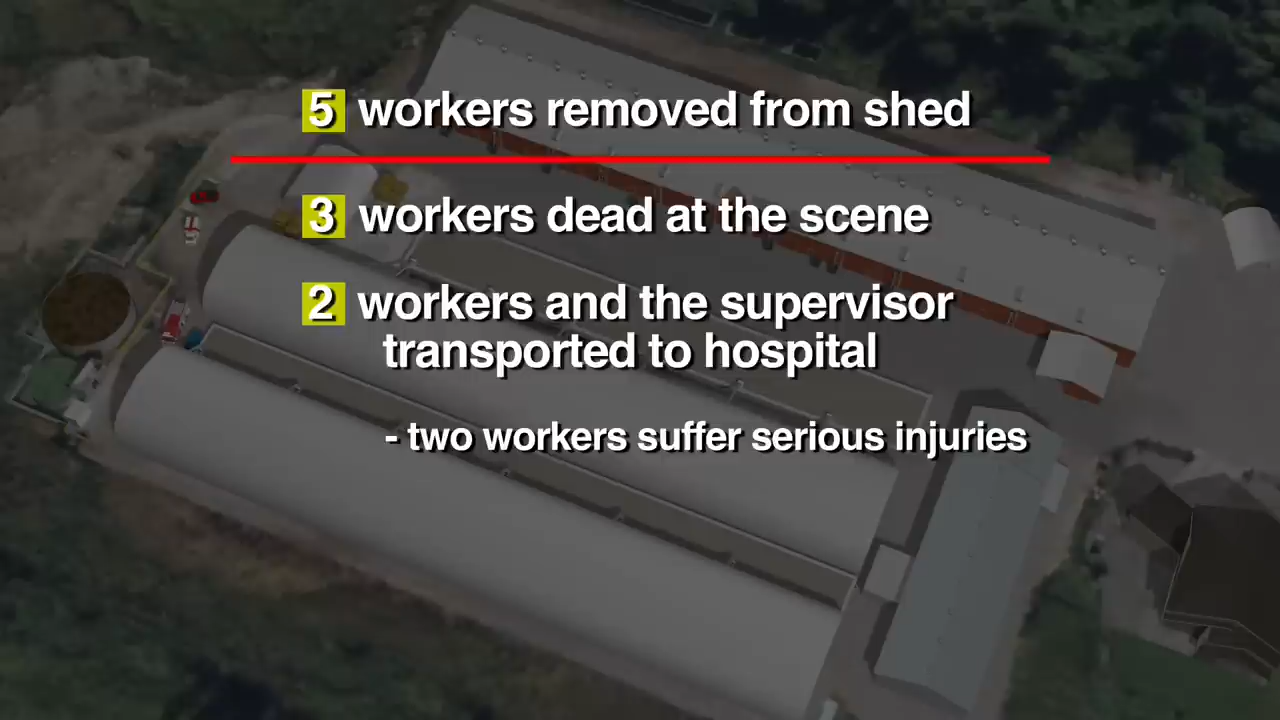 5 workers removed from shed
3 workers dead at the scene
2 workers and the supervisor
transported to hospital
- two workers suffer serious injuries